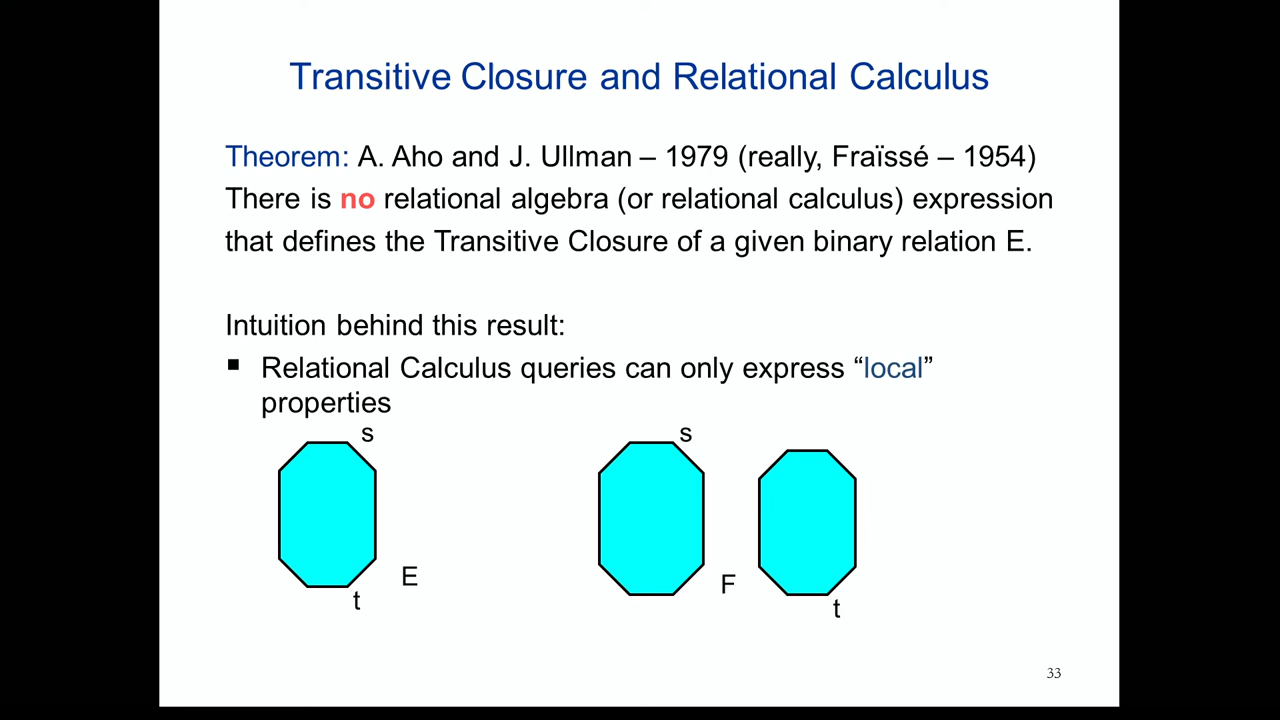 Transitive Closure and Relational Calculus
Theorem: A. Aho and J. Ullman – 1979 (really, Fraïssé – 1954)
There is no relational algebra (or relational calculus) expression
that defines the Transitive Closure of a given binary relation E.
Intuition behind this result:
▪ Relational Calculus queries can only express “local”
properties
s
s
E
F
t
t
33